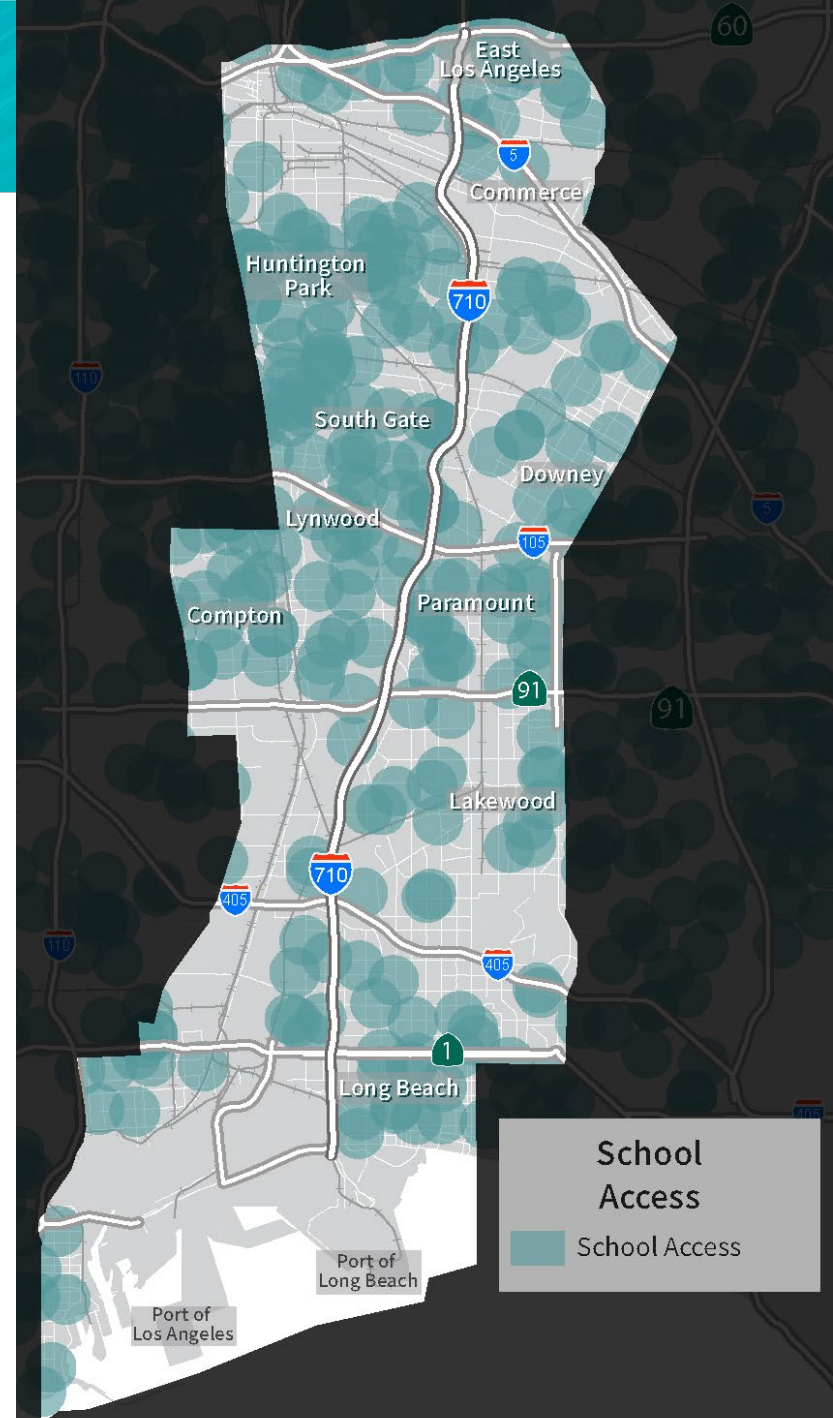 60
East
Los Angeles
5
Commerce
Huntington
Park
710
110
South Gate
Downey
5
Lynwood
105
Compton
Paramount
91
91
Lakewood
710
405
110
405
1
Long Beach
405
School
Access
School Access
Port of
Long Beach
Port of
Los Angeles